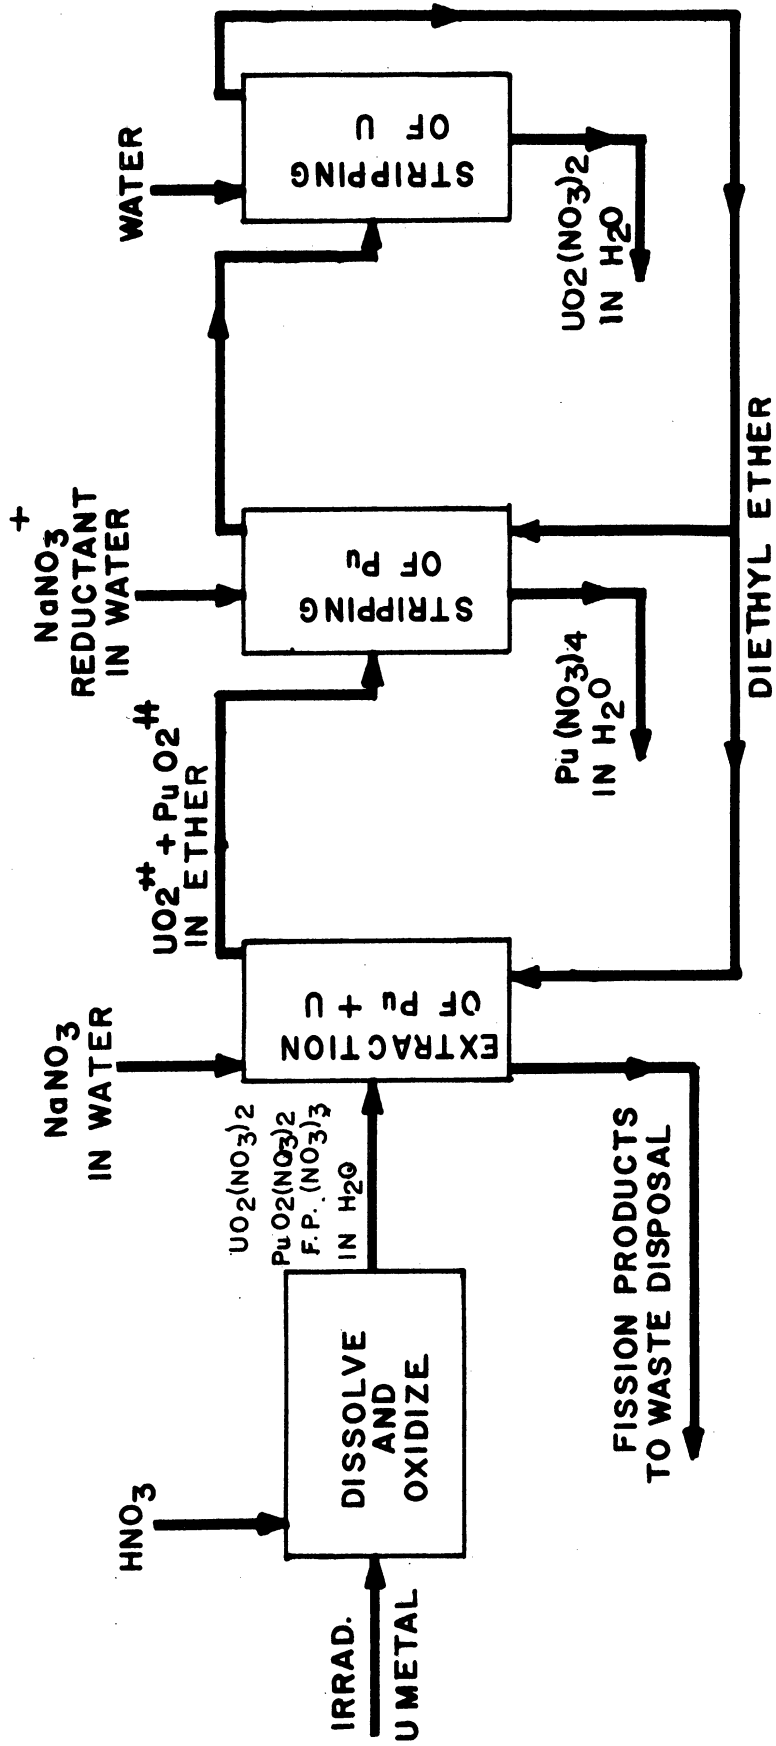 IRRAD.
U METAL
HNO3
DISSOLVE
AND
OXIDIZE
UO2(NO3)2
PuO2(NO3)2
F.P.(NO3)3
IN H2O
NaNO3
IN WATER
EXTRACTION
OF Pu + U
FISSION PRODUCTS
TO WASTE DISPOSAL
UO2++ + PuO2++
IN ETHER
NaNO3 +
REDUCTANT
IN WATER
STRIPPING
OF Pu
Pu(NO3)4
IN H2O
WATER
STRIPPING
OF U
UO2(NO3)2
IN H2O
DIETHYL ETHER